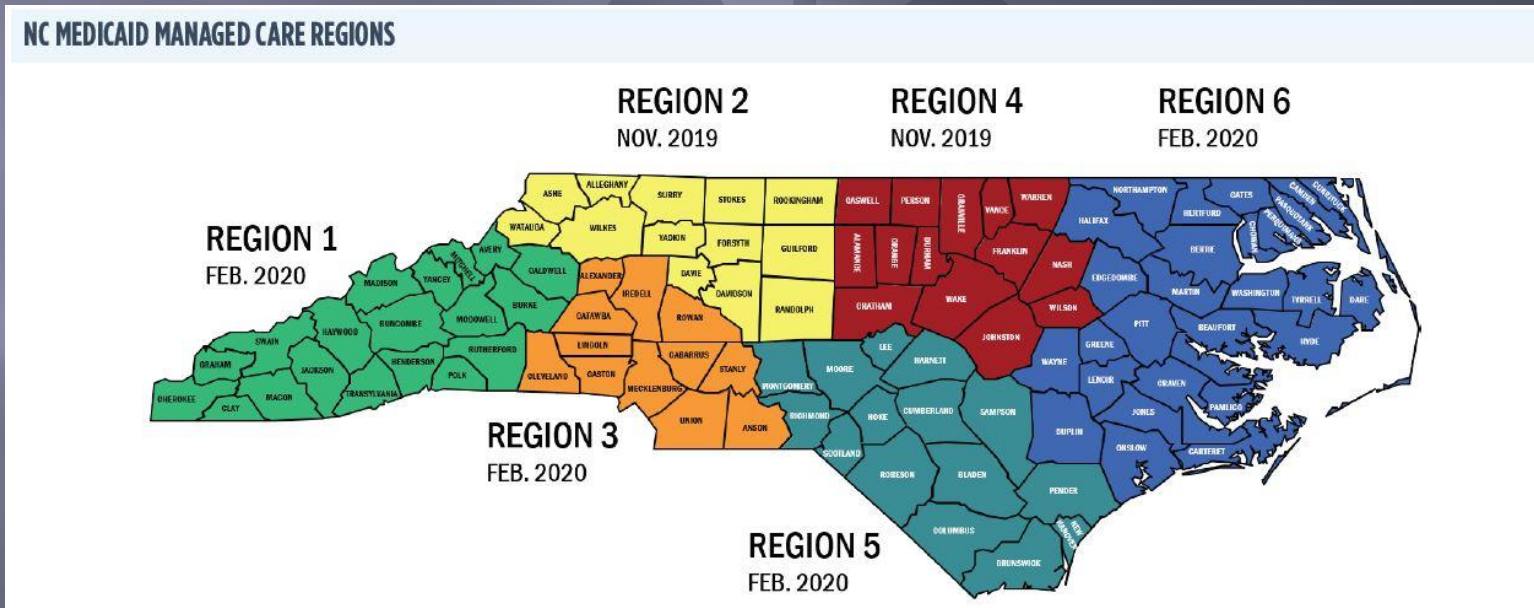 NC MEDICAID MANAGED CARE REGIONS
REGION 2
NOV. 2019
REGION 4
NOV. 2019
REGION 6
FEB. 2020
REGION 1
FEB. 2020
REGION 3
FEB. 2020
REGION 5
FEB. 2020
ASHE
ALLEGHANY
SURRY
STOKES
ROCKINGHAM
WATAUGA
WILKES
YADKIN
FORSYTH
GUILFORD
DAVIE
DAVIDSON
RANDOLPH
CASWELL
PERSON
GRANVILLE
VANCE
WARREN
ALAMANCE
ORANGE
DURHAM
FRANKLIN
NASH
CHATHAM
WAKE
WILSON
JOHNSTON
NORTHAMPTON
GATES
CAMDEN
CURRITUCK
PASQUOTANK
PERQUIMANS
HALIFAX
HERTFORD
CHOWAN
BERTIE
EDGECOMBE
MARTIN
WASHINGTON
TYRRELL
DARE
PITT
BEAUFORT
HYDE
WAYNE
GREENE
LENOIR
CRAVEN
PAMLICO
JONES
DUPLIN
ONSLOW
CARTERET
AVERY
MITCHELL
CALDWELL
YANCEY
MADISON
BURKE
MCDOWELL
BUNCOMBE
HAYWOOD
SWAIN
RUTHERFORD
HENDERSON
GRAHAM
JACKSON
POLK
TRANSYLVANIA
MACON
CHEROKEE
CLAY
ALEXANDER
IREDELL
CATAWBA
ROWAN
LINCOLN
CABARRUS
STANLY
CLEVELAND
GASTON
MECKLENBURG
UNION
ANSON
LEE
MOORE
HARNETT
MONTGOMERY
RICHMOND
HOKE
CUMBERLAND
SAMPSON
SCOTLAND
ROBESON
BLADEN
PENDER
COLUMBUS
NEW HANOVER
BRUNSWICK